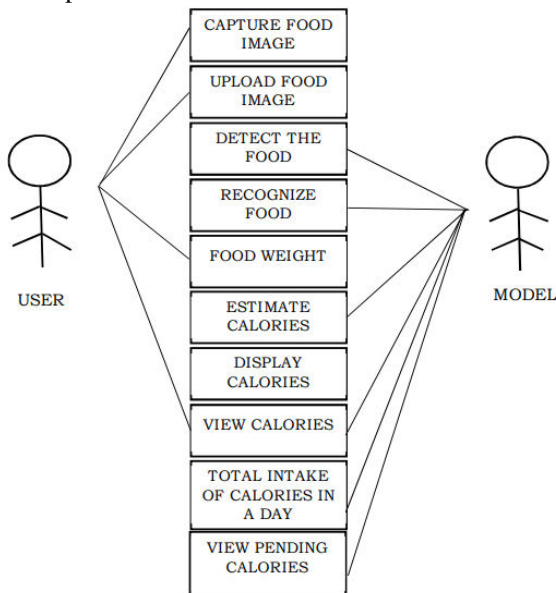 CAPTURE FOOD
IMAGE
UPLOAD FOOD
IMAGE
DETECT THE
FOOD
RECOGNIZE
FOOD
FOOD WEIGHT
ESTIMATE
CALORIES
DISPLAY
CALORIES
VIEW CALORIES
TOTAL INTAKE
OF CALORIES IN
A DAY
VIEW PENDING
CALORIES
USER
MODEL